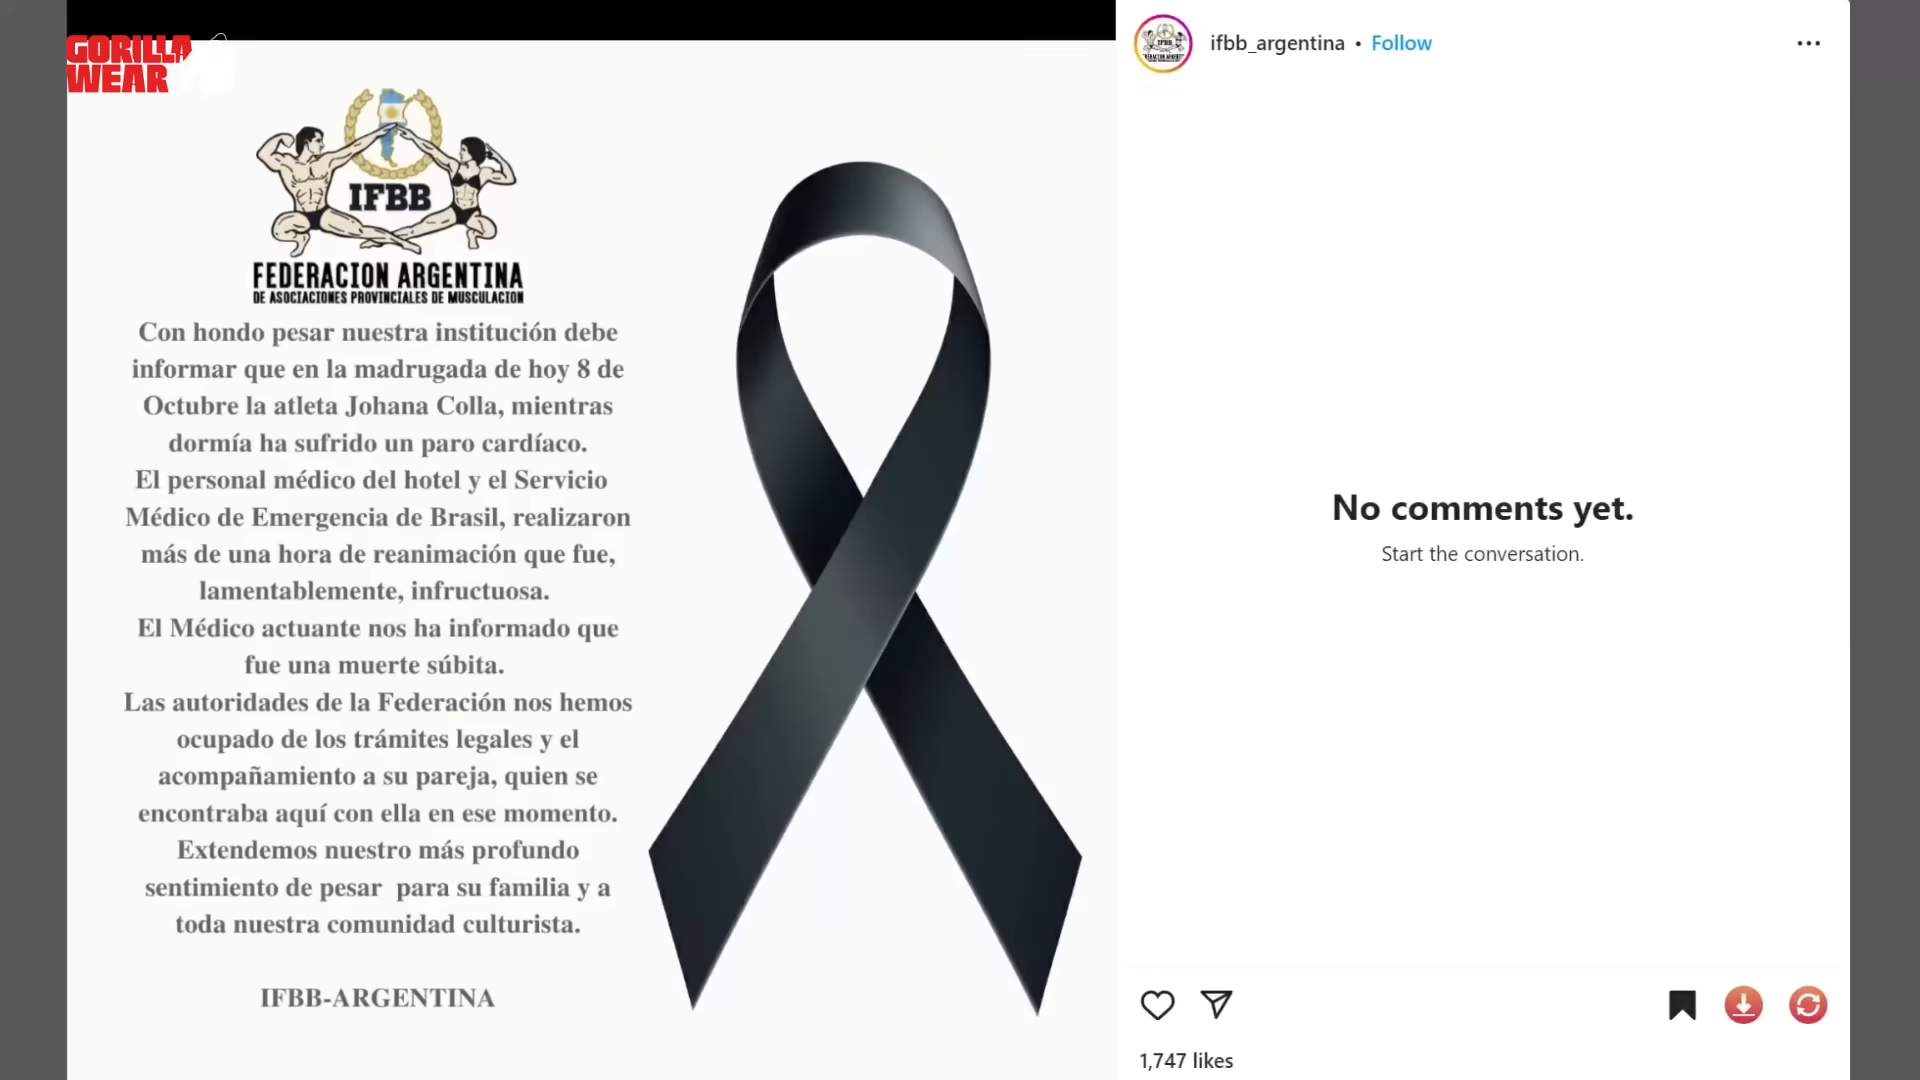 GORILLA
WEAR
IFBB
FEDERACION ARGENTINA
DE ASOCIACIONES PROVINCIALES DE MUSCULACION
Con hondo pesar nuestra institución debe
informar que en la madrugada de hoy 8 de
Octubre la atleta Johana Colla, mientras
dormía ha sufrido un paro cardíaco.
El personal médico del hotel y el Servicio
Médico de Emergencia de Brasil, realizaron
más de una hora de reanimación que fue,
lamentablemente, infructuosa.
El Médico actuante nos ha informado que
fue una muerte súbita.
Las autoridades de la Federación nos hemos
ocupado de los trámites legales y el
acompañamiento a su pareja, quien se
encontraba aquí con ella en ese momento.
Extendemos nuestro más profundo
sentimiento de pesar para su familia y a
toda nuestra comunidad culturista.
IFBB-ARGENTINA
ifbb_argentina • Follow
No comments yet.
Start the conversation.
1,747 likes